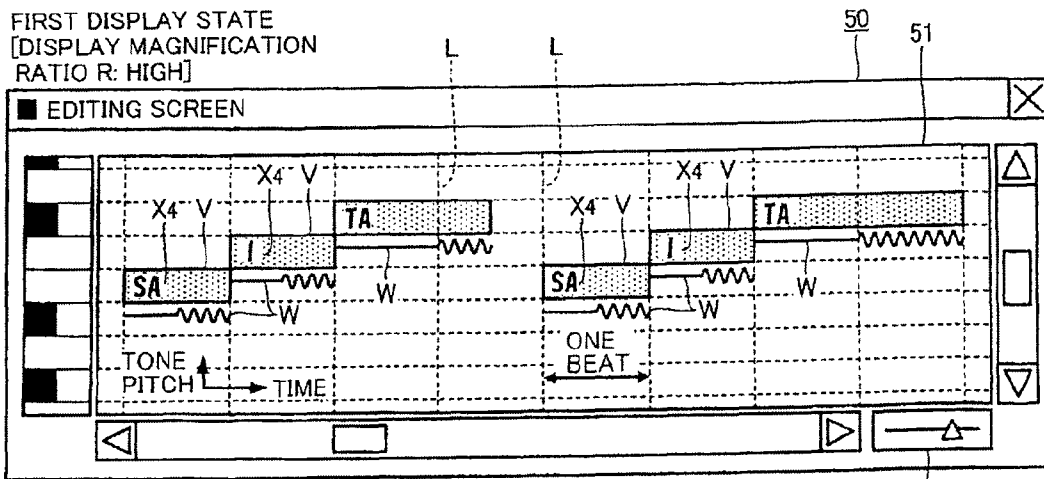 FIRST DISPLAY STATE
[DISPLAY MAGNIFICATION
RATIO R: HIGH]
L
L
50
51
EDITING SCREEN
X4 V
TA
X4 V
TA
X4 V
I
W
X4 V
I
W
SA
W
SA
W
TONE
PITCH
TIME
ONE
BEAT